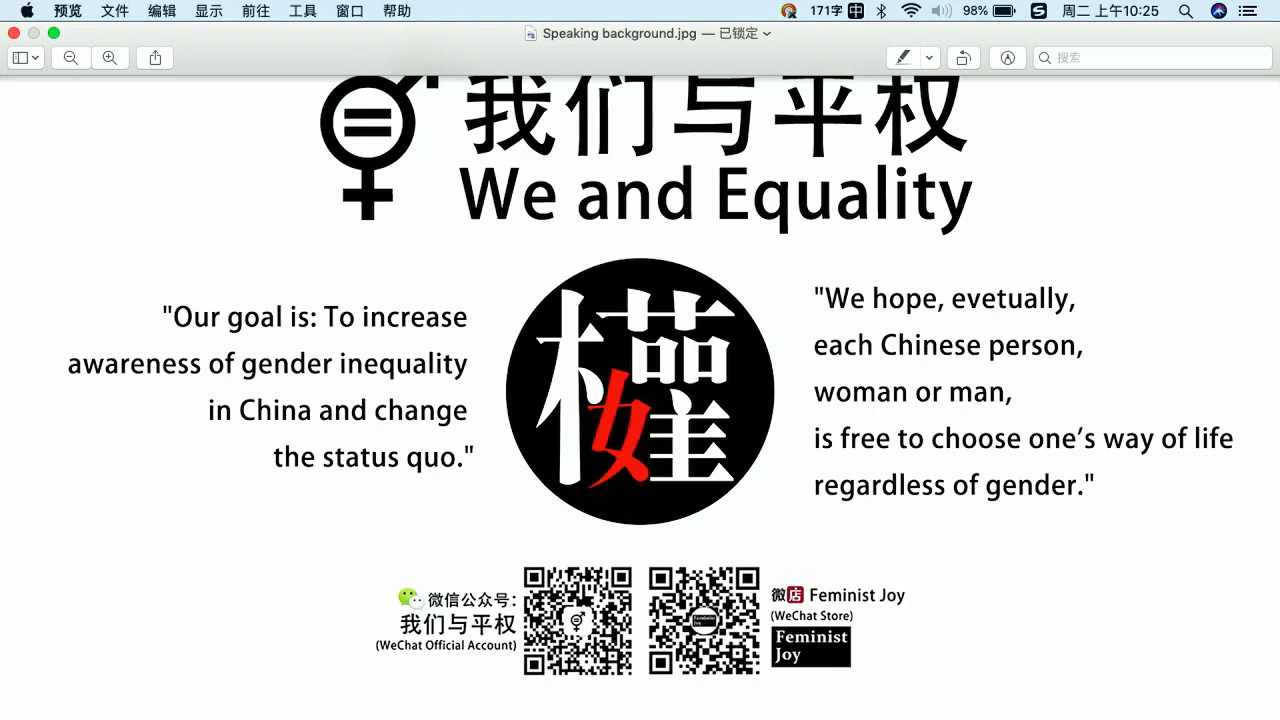 预览 文件 编辑 显示 前往 工具 窗口 帮助 171字 中 98% S 周二 上午10:25
Speaking background.jpg — 已锁定
搜索
我们与平权
We and Equality
"Our goal is: To increase
awareness of gender inequality
in China and change
the status quo."
"We hope, evetually,
each Chinese person,
woman or man,
is free to choose one’s way of life
regardless of gender."
微信公众号：
我们与平权
(WeChat Official Account)
微店 Feminist Joy
(WeChat Store)
Feminist
Joy